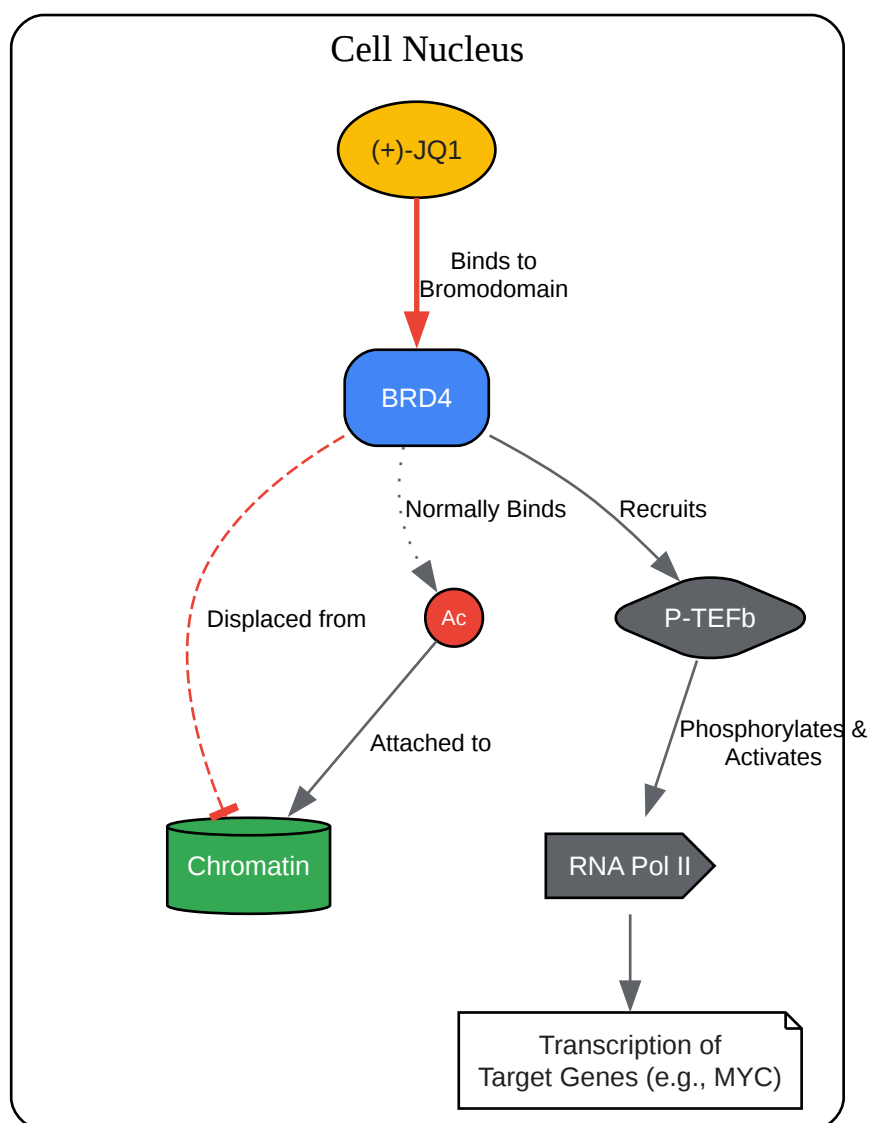 Cell Nucleus
(+)-JQ1
Binds to
Bromodomain
BRD4
Normally Binds
Recruits
Displaced from
Ac
P-TEFb
Attached to
Phosphorylates &
Activates
Chromatin
RNA Pol II
Transcription of
Target Genes (e.g., MYC)